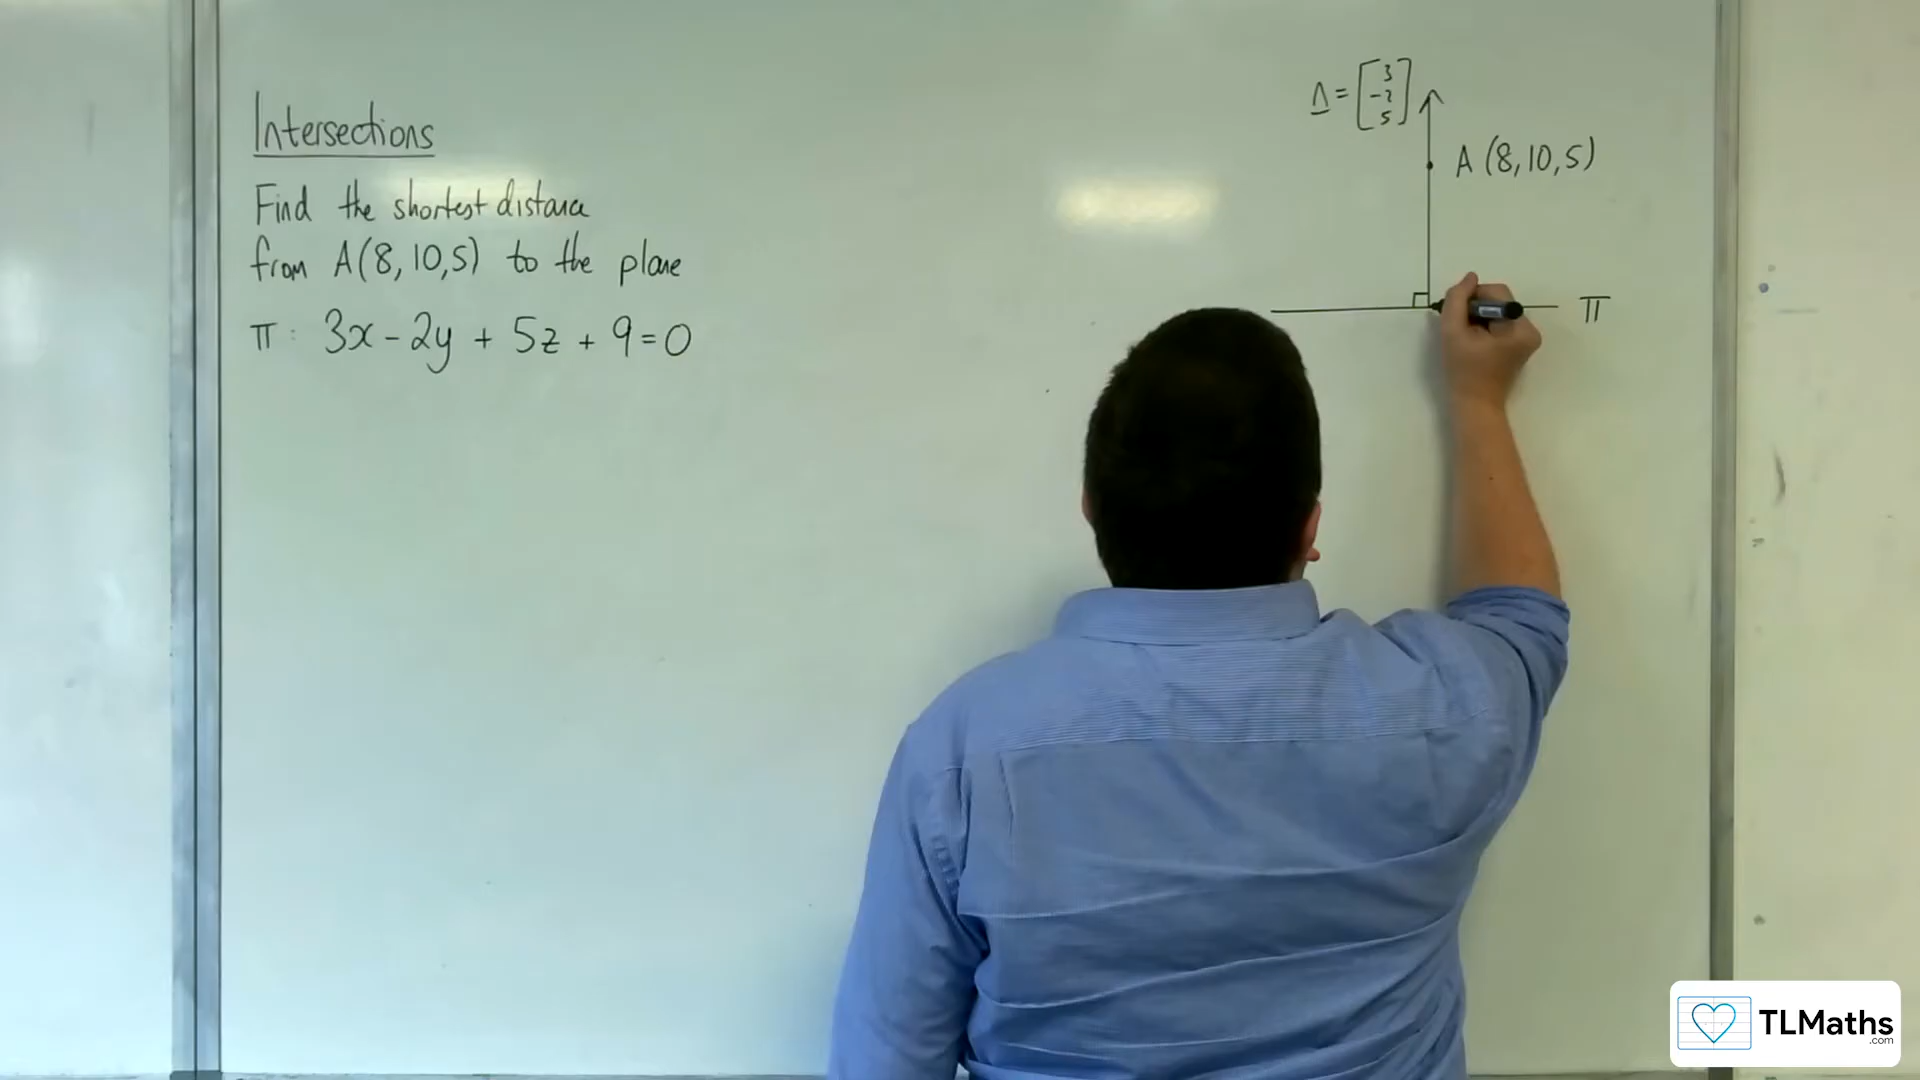 Intersections
Find the shortest distance
from A(8, 10, 5) to the plane
π: 3x - 2y + 5z + 9 = 0
n = [3
-2
5]
A (8, 10, 5)
π
TLMaths
.com